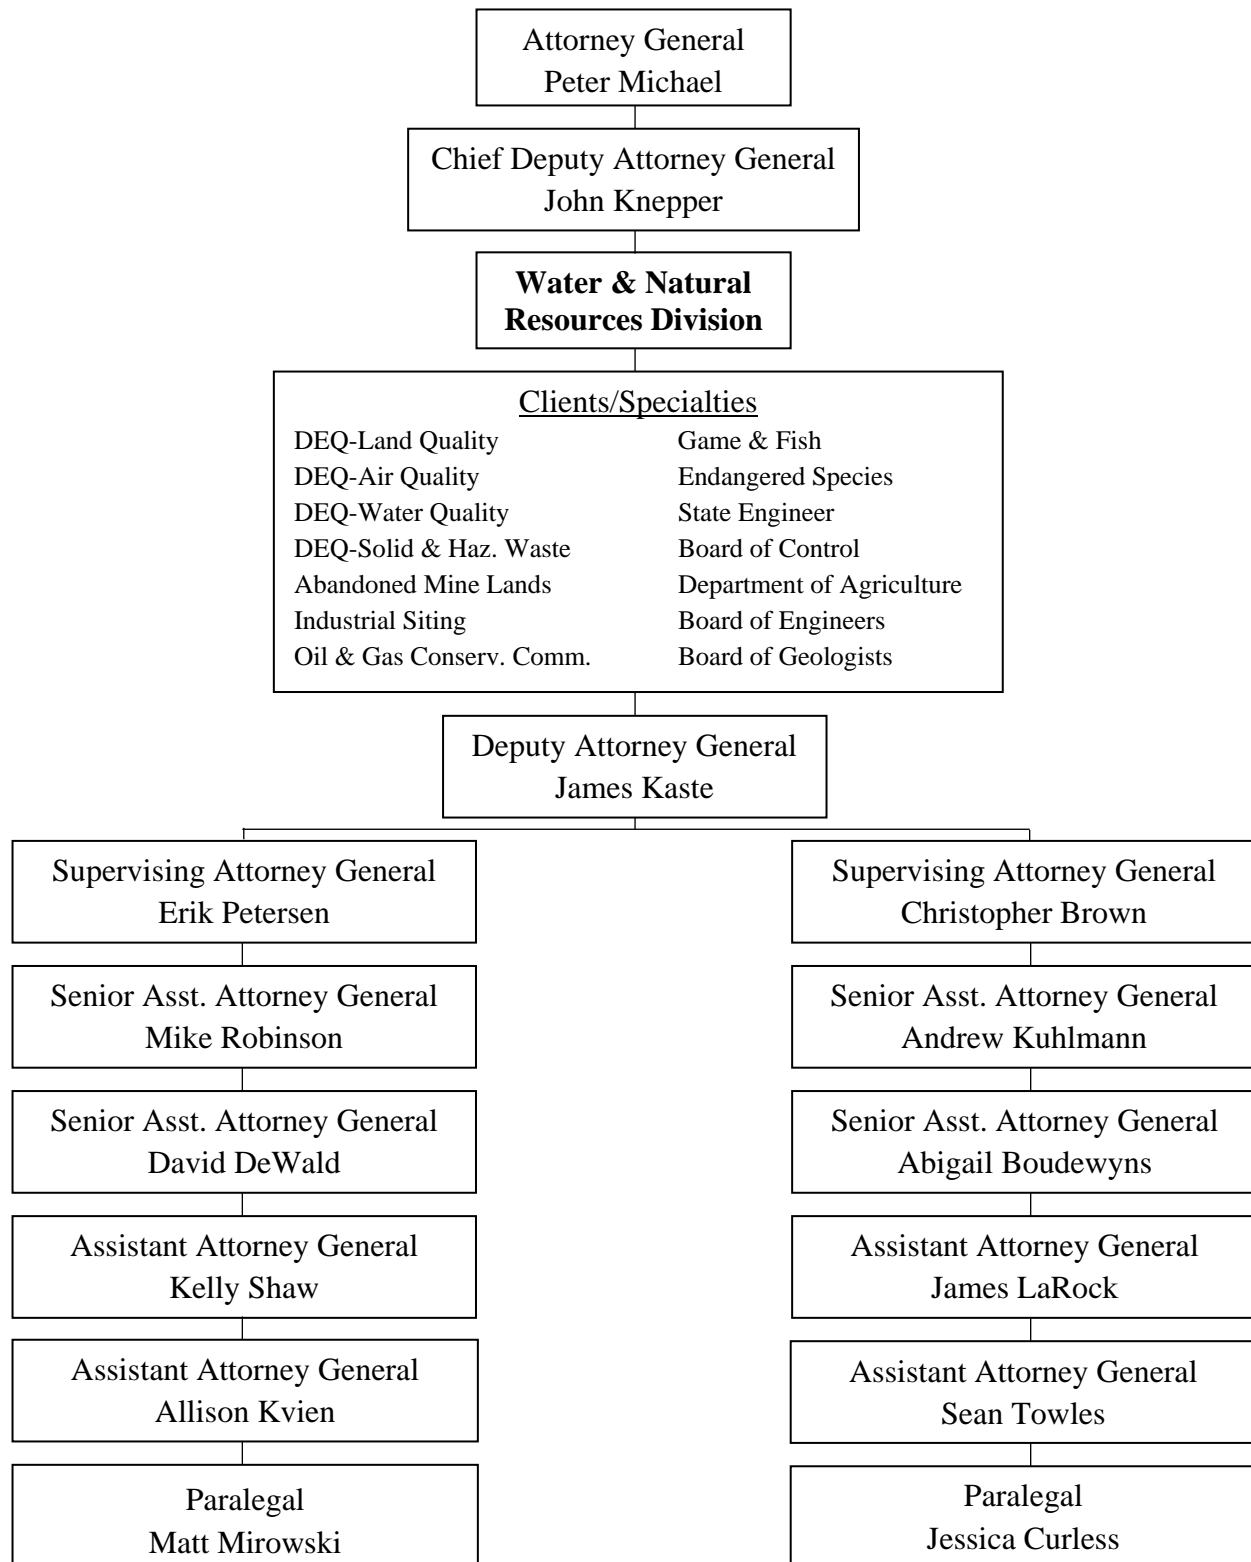 Attorney General
Peter Michael
Chief Deputy Attorney General
John Knepper
Water & Natural
Resources Division
Clients/Specialties
DEQ-Land Quality
DEQ-Air Quality
DEQ-Water Quality
DEQ-Solid & Haz. Waste
Abandoned Mine Lands
Industrial Siting
Oil & Gas Conserv. Comm.
Game & Fish
Endangered Species
State Engineer
Board of Control
Department of Agriculture
Board of Engineers
Board of Geologists
Deputy Attorney General
James Kaste
Supervising Attorney General
Erik Petersen
Senior Asst. Attorney General
Mike Robinson
Senior Asst. Attorney General
David DeWald
Assistant Attorney General
Kelly Shaw
Assistant Attorney General
Allison Kvien
Paralegal
Matt Mirowski
Supervising Attorney General
Christopher Brown
Senior Asst. Attorney General
Andrew Kuhlmann
Senior Asst. Attorney General
Abigail Boudewyns
Assistant Attorney General
James LaRock
Assistant Attorney General
Sean Towles
Paralegal
Jessica Curless